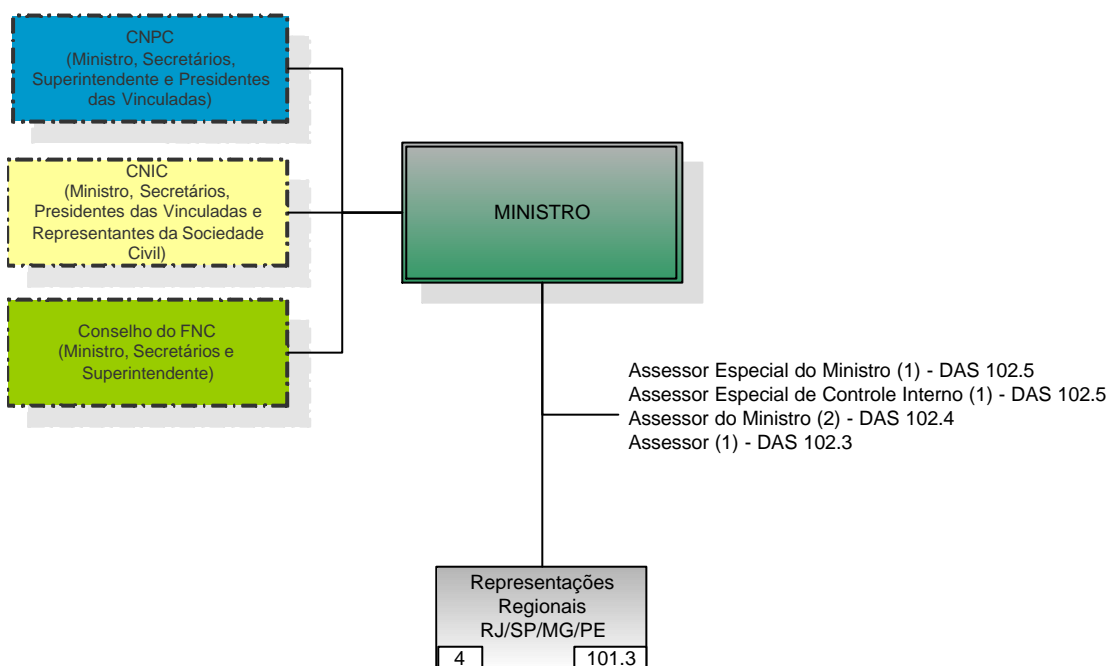 CNPC
(Ministro, Secretários,
Superintendente e Presidentes
das Vinculadas)
CNIC
(Ministro, Secretários,
Presidentes das Vinculadas e
Representantes da Sociedade
Civil)
Conselho do FNC
(Ministro, Secretários e
Superintendente)
MINISTRO
Assessor Especial do Ministro (1) - DAS 102.5
Assessor Especial de Controle Interno (1) - DAS 102.5
Assessor do Ministro (2) - DAS 102.4
Assessor (1) - DAS 102.3
Representações
Regionais
RJ/SP/MG/PE
4 101.3